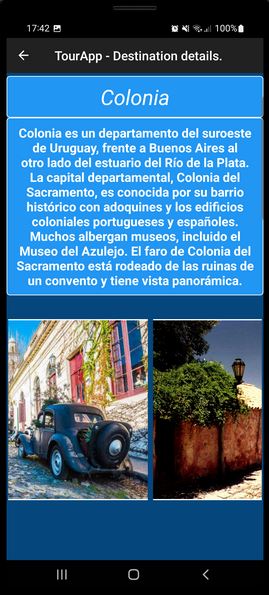 17:42
100%
TourApp - Destination details.
Colonia
Colonia es un departamento del suroeste
de Uruguay, frente a Buenos Aires al
otro lado del estuario del Río de la Plata.
La capital departamental, Colonia del
Sacramento, es conocida por su barrio
histórico con adoquines y los edificios
coloniales portugueses y españoles.
Muchos albergan museos, incluido el
Museo del Azulejo. El faro de Colonia del
Sacramento está rodeado de las ruinas de
un convento y tiene vista panorámica.